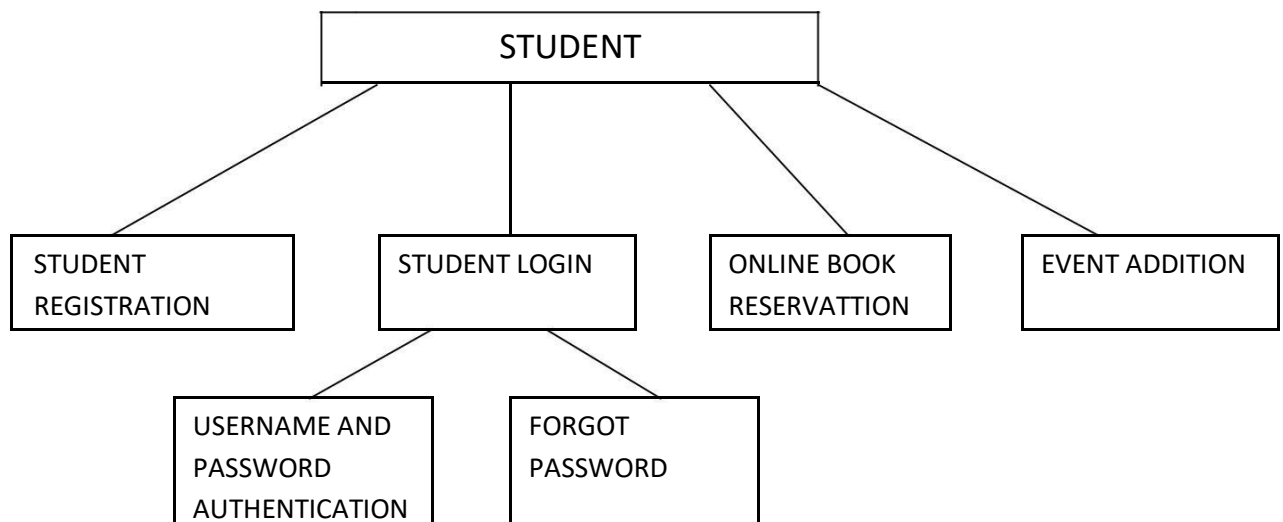 STUDENT
STUDENT
REGISTRATION
STUDENT LOGIN
ONLINE BOOK
RESERVATTION
EVENT ADDITION
USERNAME AND
PASSWORD
AUTHENTICATION
FORGOT
PASSWORD